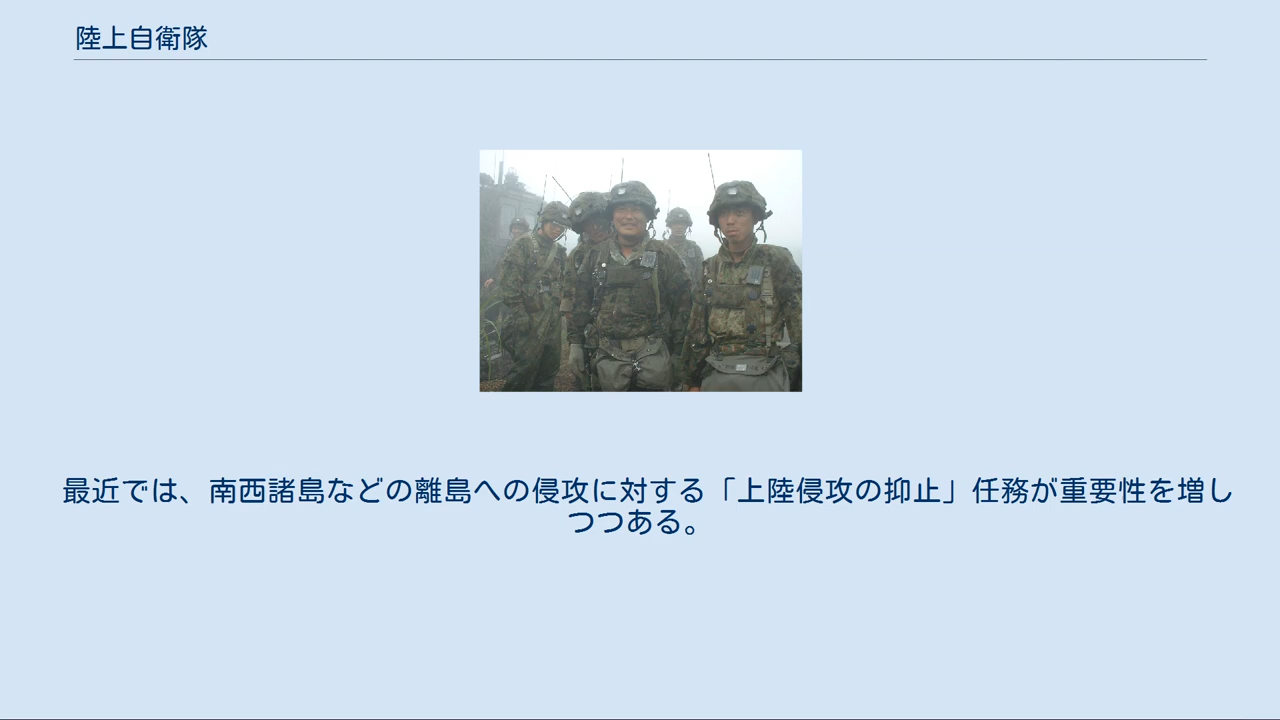 陸上自衛隊
最近では、南西諸島などの離島への侵攻に対する「上陸侵攻の抑止」任務が重要性を増し
つつある。